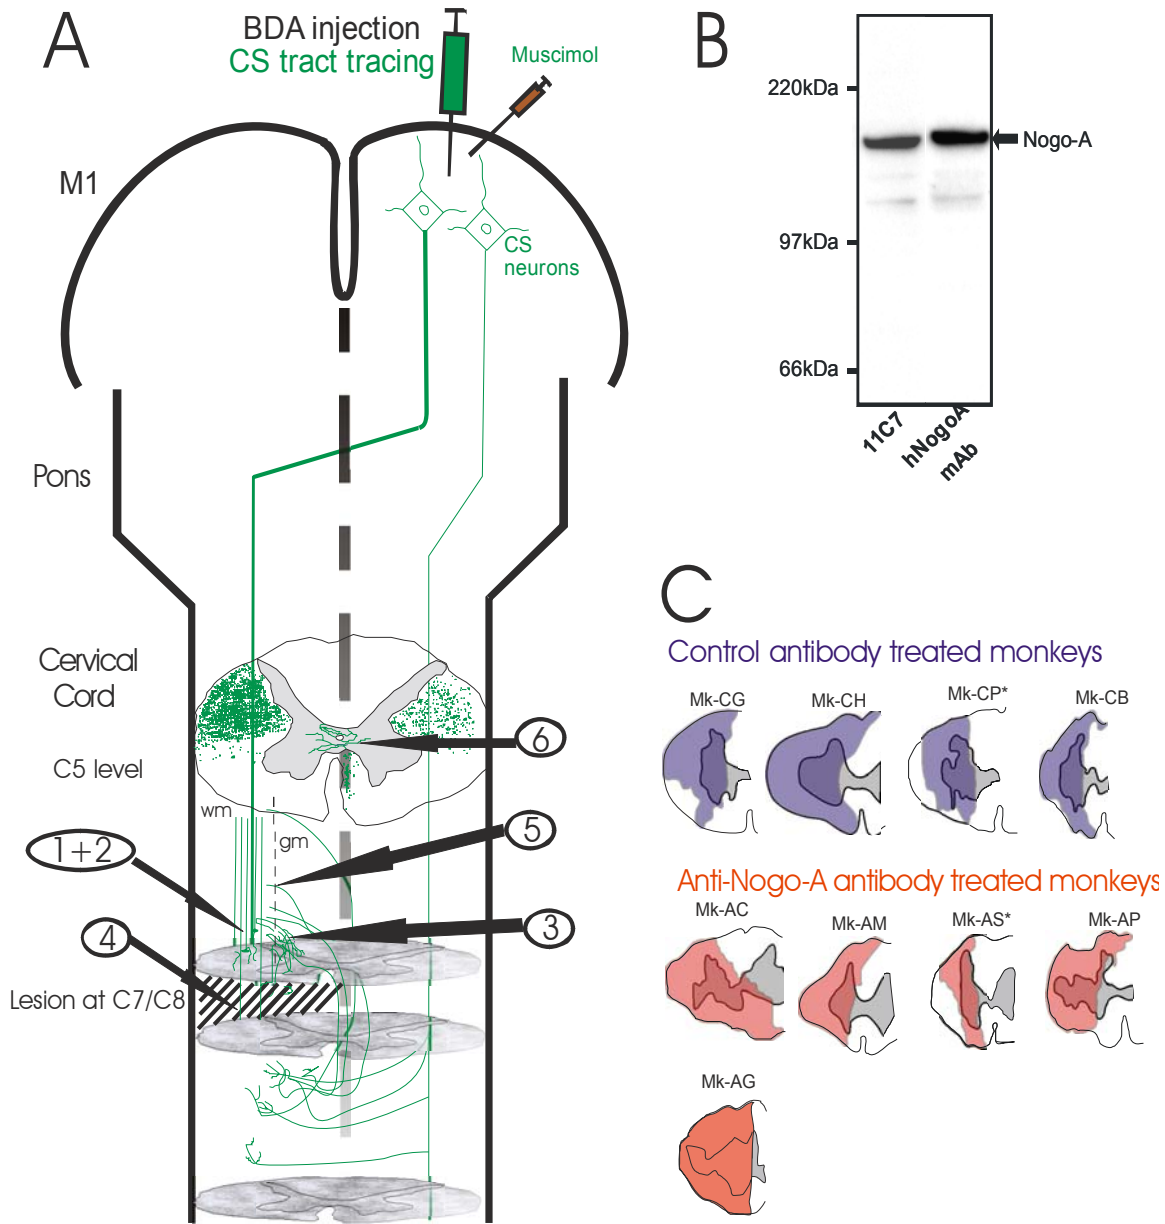 A
BDA injection
CS tract tracing
Muscimol
M1
CS
neurons
Pons
Cervical
Cord
C5 level
6
wm
gm
5
1+2
3
4
Lesion at C7/C8
B
220kDa
Nogo-A
97kDa
66kDa
11C7
hNogoA
mAb
C
Control antibody treated monkeys
Mk-CG
Mk-CH
Mk-CP*
Mk-CB
Anti-Nogo-A antibody treated monkeys
Mk-AC
Mk-AM
Mk-AS*
Mk-AP
Mk-AG